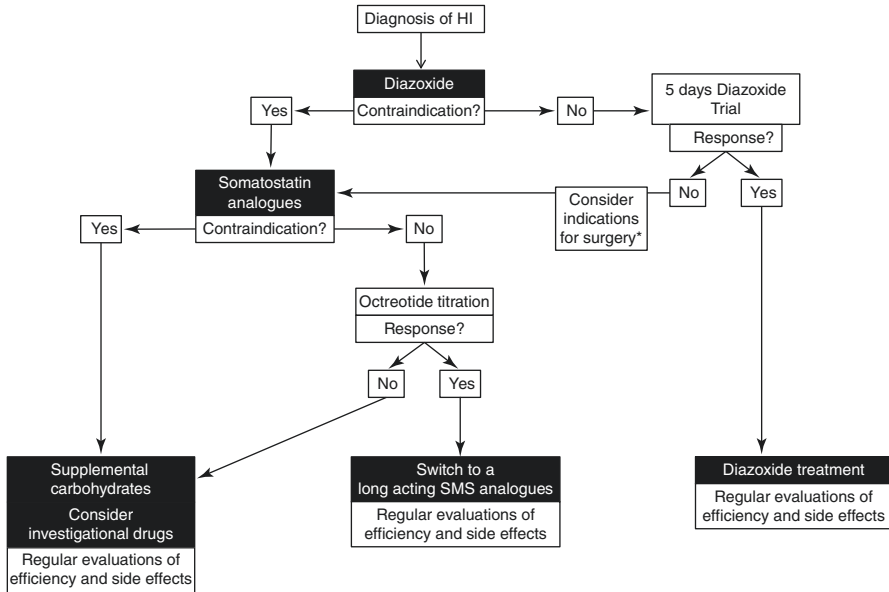 Diagnosis of HI
Diazoxide
Contraindication?
Yes
No
5 days Diazoxide
Trial
Response?
No
Yes
Consider
indications
for surgery*
Somatostatin
analogues
Contraindication?
Yes
No
Octreotide titration
Response?
No
Yes
Supplemental
carbohydrates
Consider
investigational drugs
Regular evaluations of
efficiency and side effects
Switch to a
long acting SMS analogues
Regular evaluations of
efficiency and side effects
Diazoxide treatment
Regular evaluations of
efficiency and side effects